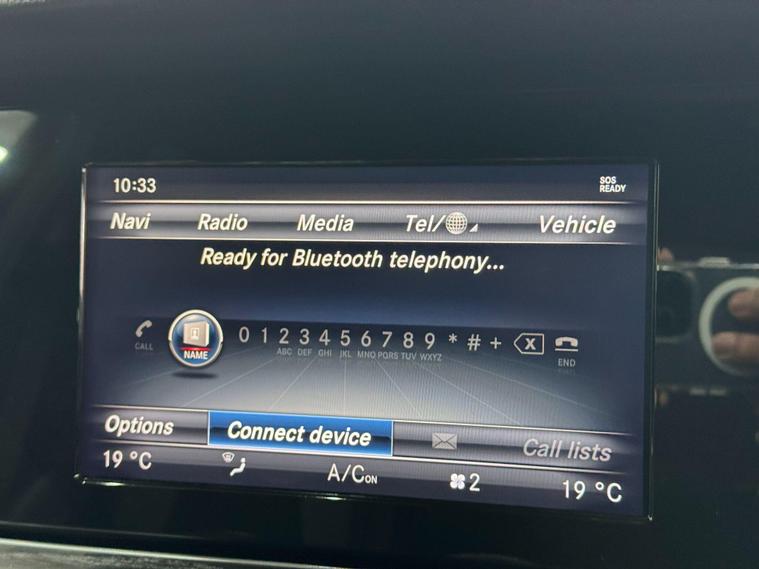 10:33
SOS
READY
Navi Radio Media Tel/ Vehicle
Ready for Bluetooth telephony...
CALL NAME 0 1 2 3 4 5 6 7 8 9 * # + X END
ABC DEF GHI JKL MNO PQRS TUV WXYZ
Options Connect device Call lists
19 °C A/C ON 2 19 °C